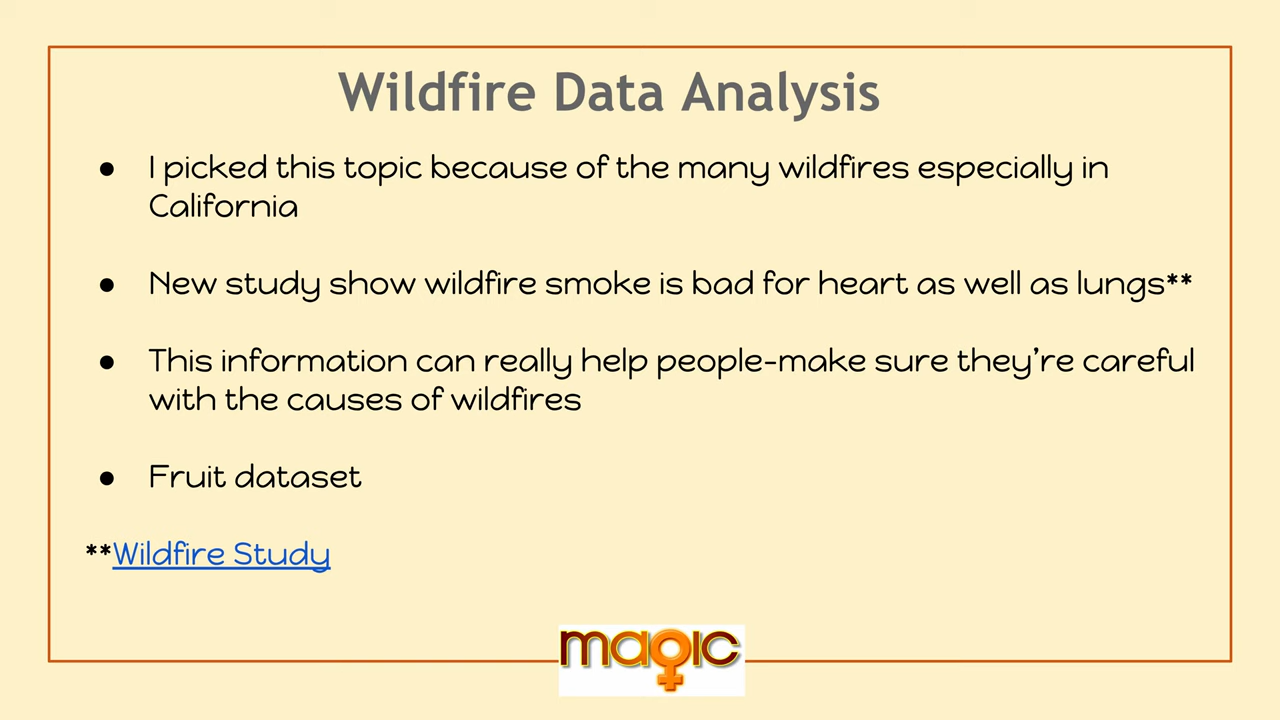 Wildfire Data Analysis
● I picked this topic because of the many wildfires especially in
California
● New study show wildfire smoke is bad for heart as well as lungs**
● This information can really help people-make sure they're careful
with the causes of wildfires
● Fruit dataset
**Wildfire Study
magic